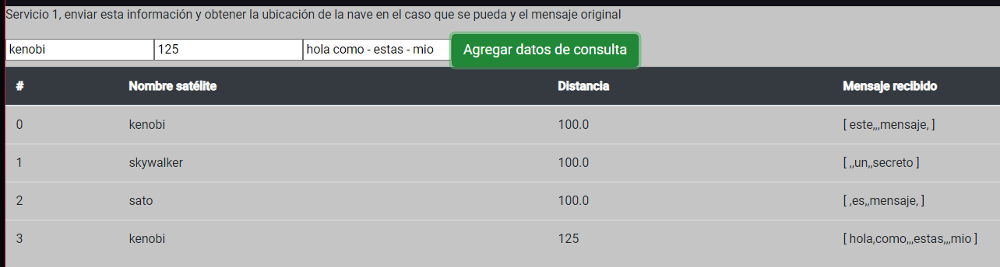 Servicio 1, enviar esta información y obtener la ubicación de la nave en el caso que se pueda y el mensaje original
kenobi 125 hola como - estas - mio Agregar datos de consulta
# Nombre satélite Distancia Mensaje recibido
0 kenobi 100.0 [ este,,,mensaje, ]
1 skywalker 100.0 [ ,,un,,secreto ]
2 sato 100.0 [ ,es,,mensaje, ]
3 kenobi 125 [ hola,como,,,estas,,,mio ]